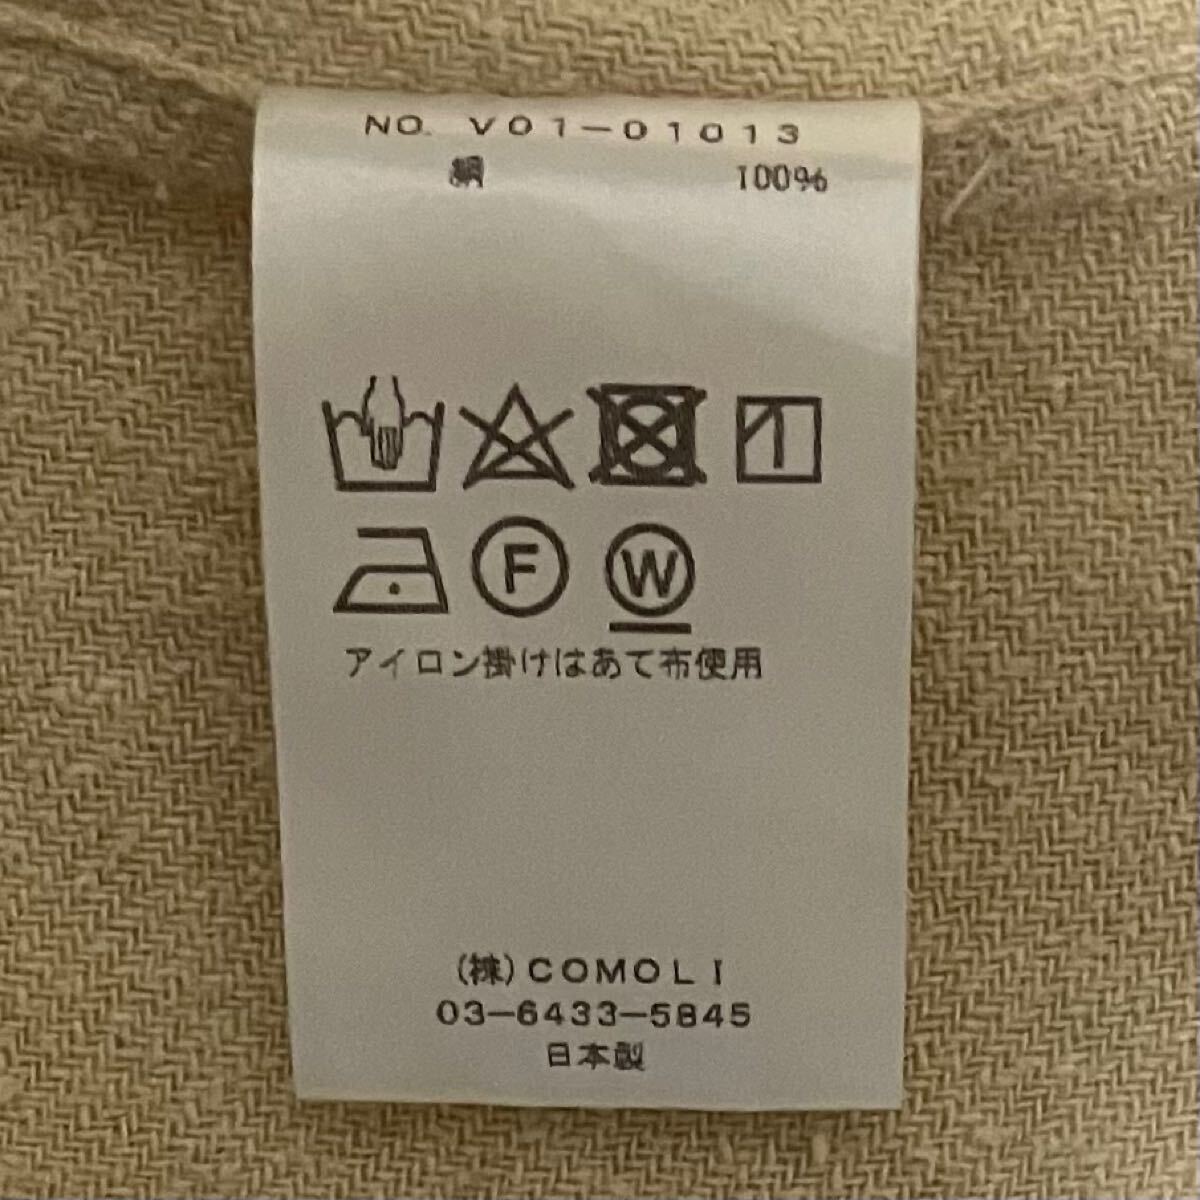 NO. V01-01013
絹 100%
F W
アイロン掛けはあて布使用
(株)COMOLI
03-6433-5845
日本製